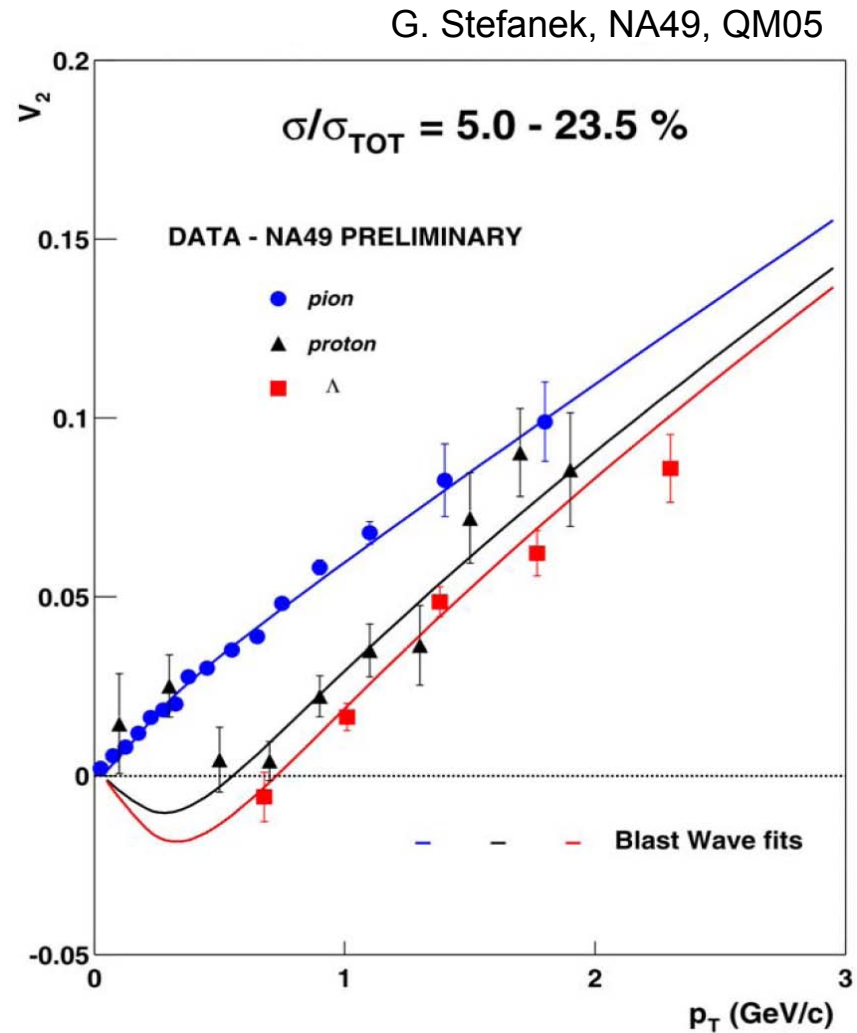 G. Stefanek, NA49, QM05
0.2
V2
σ/σTOT = 5.0 - 23.5 %
0.15
DATA - NA49 PRELIMINARY
pion
proton
Λ
0.1
0.05
0
Blast Wave fits
-0.05
0 1 2 3
pT (GeV/c)